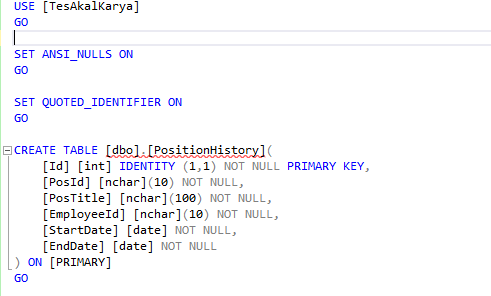 USE [TesAkalKarya]
GO
SET ANSI_NULLS ON
GO
SET QUOTED_IDENTIFIER ON
GO
CREATE TABLE [dbo].[PositionHistory](
[Id] [int] IDENTITY (1,1) NOT NULL PRIMARY KEY,
[PosId] [nchar](10) NOT NULL,
[PosTitle] [nchar](100) NOT NULL,
[EmployeeId] [nchar](10) NOT NULL,
[StartDate] [date] NOT NULL,
[EndDate] [date] NOT NULL
) ON [PRIMARY]
GO